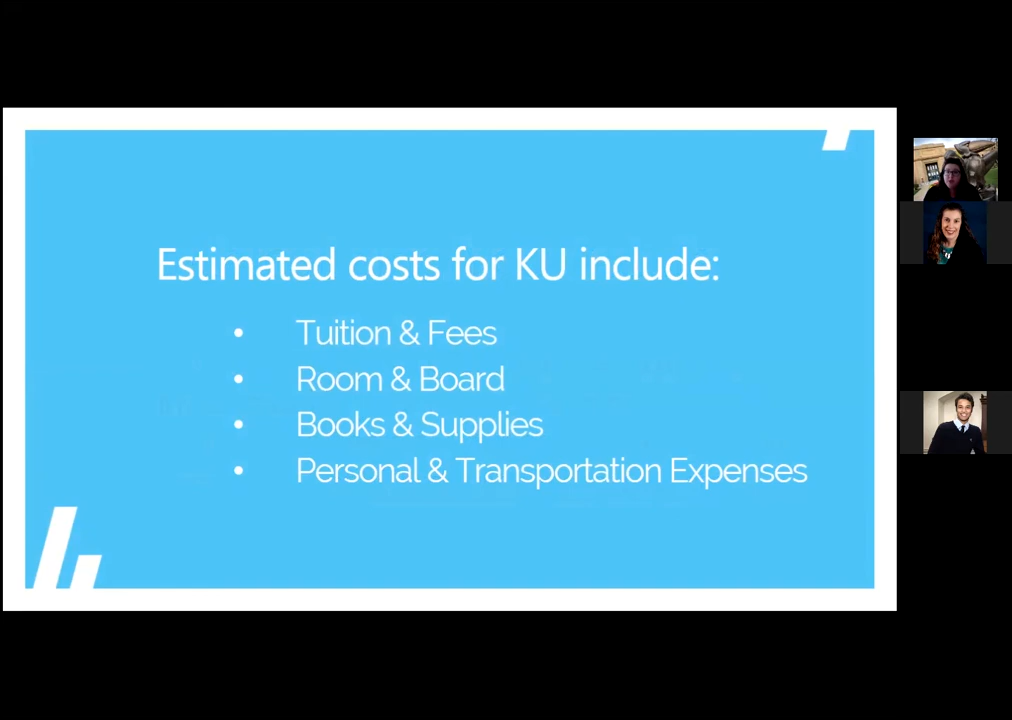 Estimated costs for KU include:
• Tuition & Fees
• Room & Board
• Books & Supplies
• Personal & Transportation Expenses